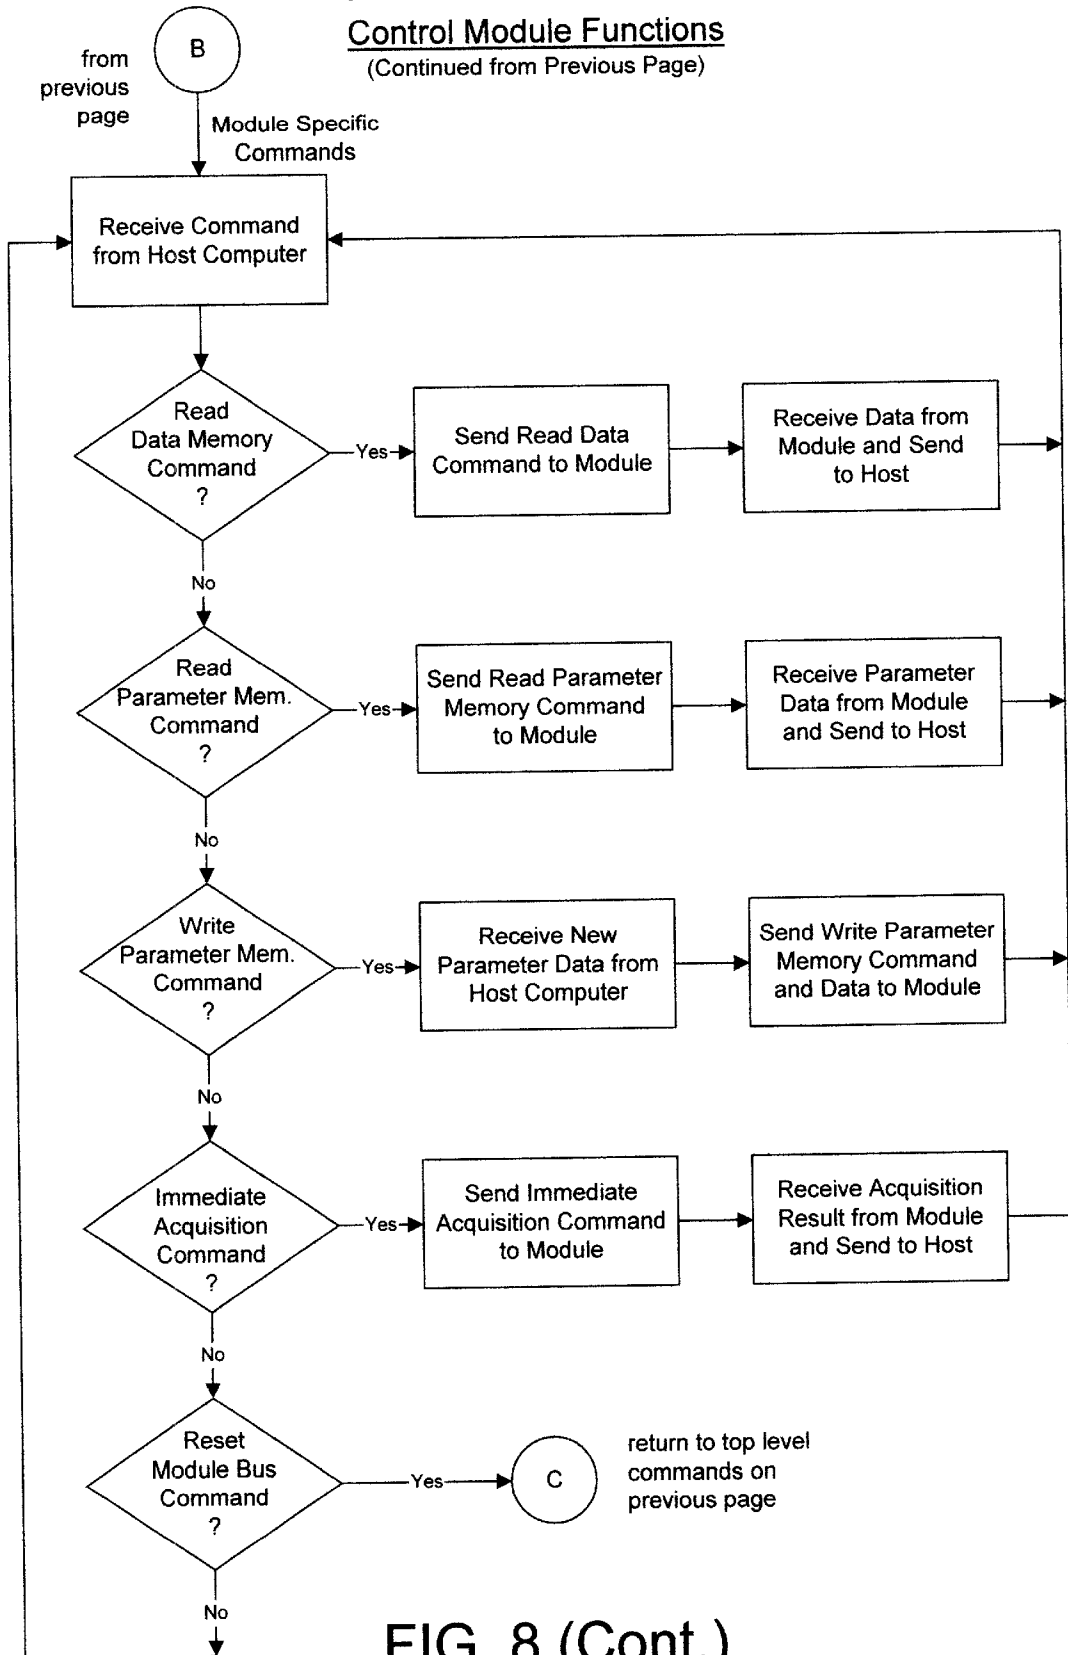 Control Module Functions
(Continued from Previous Page)
B
from
previous
page
Module Specific
Commands
Receive Command
from Host Computer
Read
Data Memory
Command
?
Yes
Send Read Data
Command to Module
Receive Data from
Module and Send
to Host
No
Read
Parameter Mem.
Command
?
Yes
Send Read Parameter
Memory Command
to Module
Receive Parameter
Data from Module
and Send to Host
No
Write
Parameter Mem.
Command
?
Yes
Receive New
Parameter Data from
Host Computer
Send Write Parameter
Memory Command
and Data to Module
No
Immediate
Acquisition
Command
?
Yes
Send Immediate
Acquisition Command
to Module
Receive Acquisition
Result from Module
and Send to Host
No
Reset
Module Bus
Command
?
Yes
C
return to top level
commands on
previous page
No
FIG. 8 (Cont.)